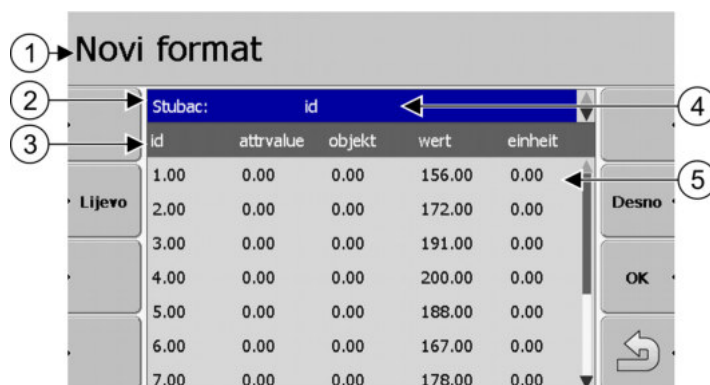 1 Novi format
2 Stubac: id 4
3 id attrvalue objekt wert einheit
1.00 0.00 0.00 156.00 0.00 5
Lijevo 2.00 0.00 0.00 172.00 0.00 Desno
3.00 0.00 0.00 191.00 0.00
4.00 0.00 0.00 200.00 0.00 OK
5.00 0.00 0.00 188.00 0.00
6.00 0.00 0.00 167.00 0.00
7.00 0.00 0.00 178.00 0.00